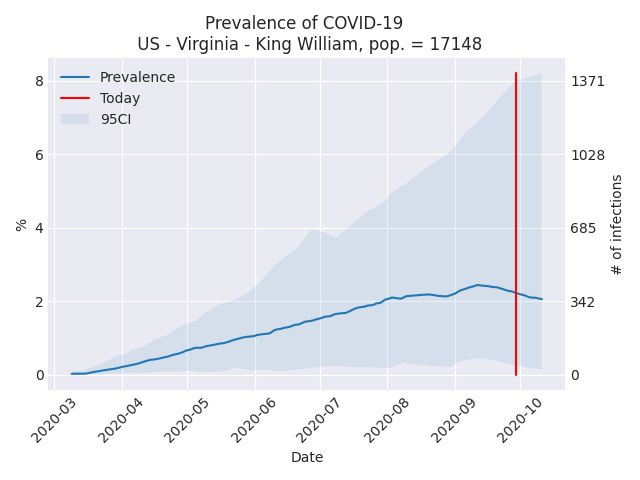 Prevalence of COVID-19
US - Virginia - King William, pop. = 17148
Prevalence
Today
95CI
%
8
6
4
2
0
1371
1028
685
342
0
# of infections
2020-03
2020-04
2020-05
2020-06
2020-07
2020-08
2020-09
2020-10
Date